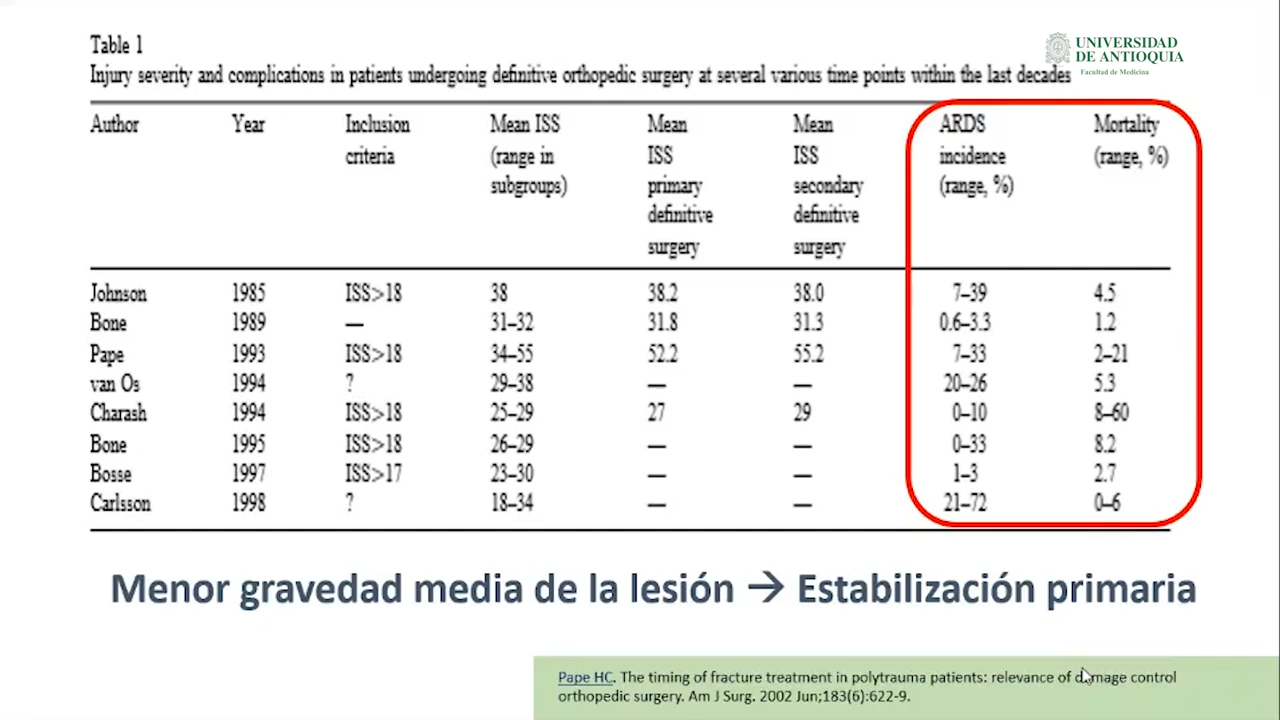 UNIVERSIDAD
DE ANTIOQUIA
Facultad de Medicina
Table 1
Injury severity and complications in patients undergoing definitive orthopedic surgery at several various time points within the last decades
Author Year Inclusion criteria Mean ISS (range in subgroups) Mean ISS primary definitive surgery Mean ISS secondary definitive surgery ARDS incidence (range, %) Mortality (range, %)
Johnson 1985 ISS>18 38 38.2 38.0 7–39 4.5
Bone 1989 — 31–32 31.8 31.3 0.6–3.3 1.2
Pape 1993 ISS>18 34–55 52.2 55.2 7–33 2–21
van Os 1994 ? 29–38 — — 20–26 5.3
Charash 1994 ISS>18 25–29 27 29 0–10 8–60
Bone 1995 ISS>18 26–29 — — 0–33 8.2
Bosse 1997 ISS>17 23–30 — — 1–3 2.7
Carlsson 1998 ? 18–34 — — 21–72 0–6
Menor gravedad media de la lesión → Estabilización primaria
Pape HC. The timing of fracture treatment in polytrauma patients: relevance of damage control
orthopedic surgery. Am J Surg. 2002 Jun;183(6):622-9.